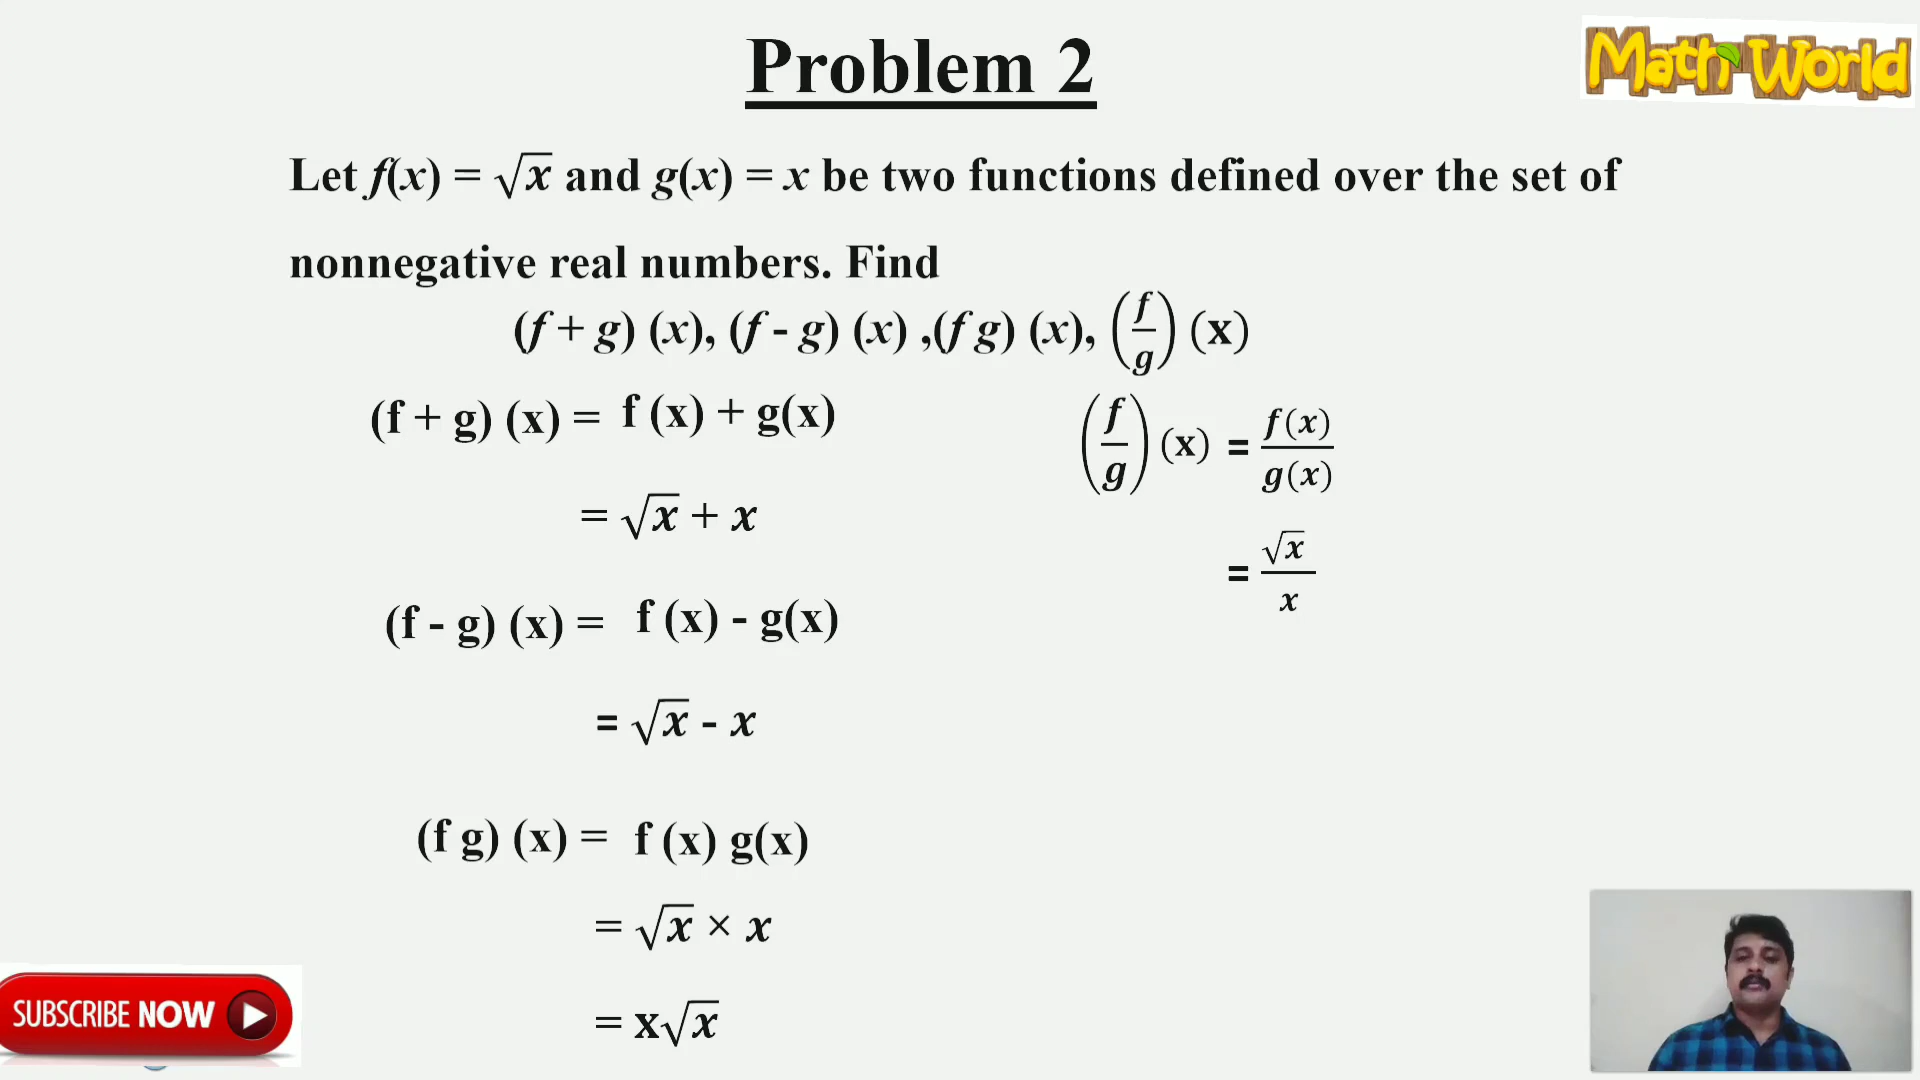 Problem 2
Math World
Let f(x) = √x and g(x) = x be two functions defined over the set of
nonnegative real numbers. Find
(f + g) (x), (f - g) (x) ,(f g) (x), (f/g) (x)
(f + g) (x) = f (x) + g(x)
= √x + x
(f - g) (x) = f (x) - g(x)
= √x - x
(f g) (x) = f (x) g(x)
= √x × x
= x√x
(f/g) (x) = f(x)/g(x)
= √x/x
SUBSCRIBE NOW